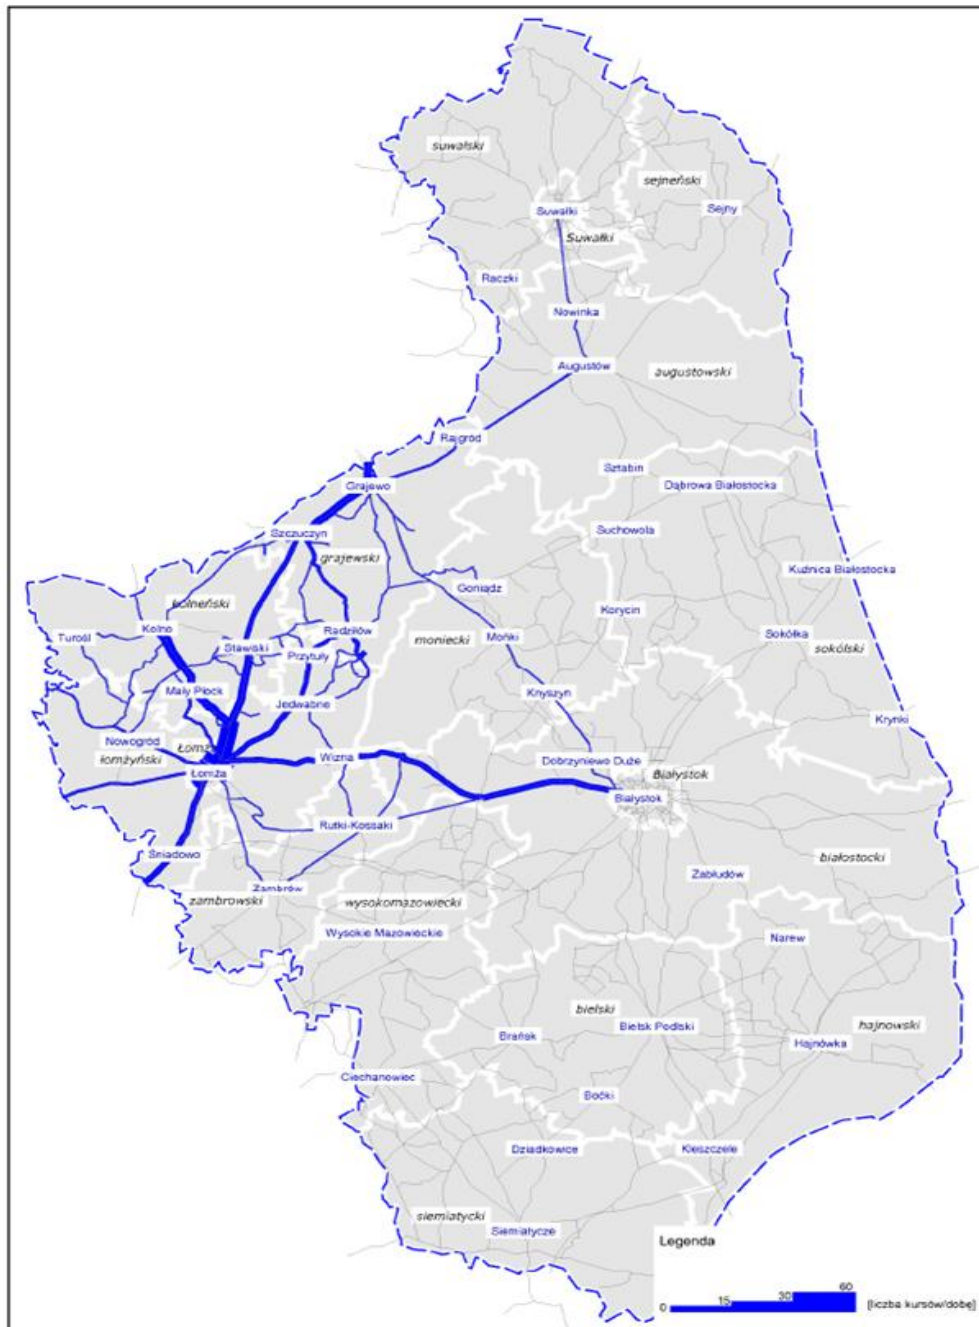 suwalski
sejneński
Suwałki
Sejny
Suwałki
Raczki
Nowinka
Augustów
augustowski
Rajgród
Sztabin
Grajewo
Dąbrowa Białostocka
Szczuczyn
Suchowola
grajewski
Kuźnica Białostocka
Goniądz
kolneński
Korycin
Turośl
Kolno
Radziłów
Sokółka
Stawiski
Przytuły
moniecki
Mońki
sokólski
Mały Płock
Knyszyn
Jedwabne
Krynki
Nowogród
Łomż
łomżyński
Wizna
Dobrzyniewo Duże
Białystok
Łomża
Białystok
Rutki-Kossaki
Śniadowo
białostocki
Zabłudów
Zambrów
zambrowski
wysokomazowiecki
Wysokie Mazowieckie
Narew
bielski
Brańsk
Bielsk Podlski
hajnowski
Hajnówka
Ciechanowiec
Boćki
Dziadkowice
Kleszczele
siemiatycki
Siemiatycze
Legenda
0 15 30 60
[liczba kursów/dobę]